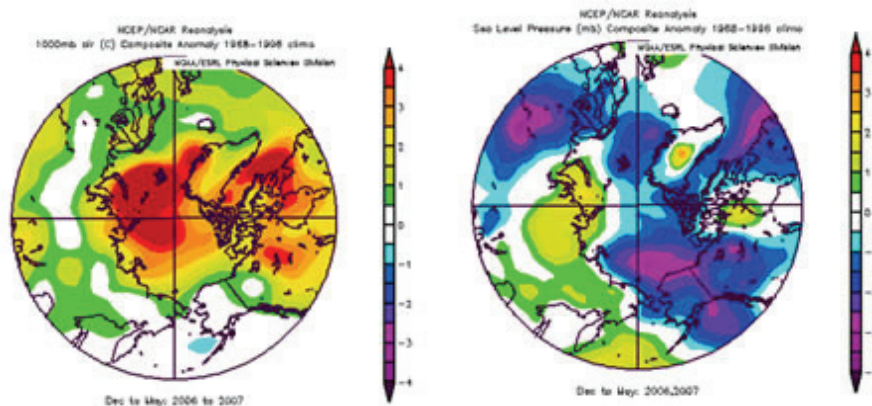 NCEP/NCAR Reanalysis
1000mb air (C) Composite Anomaly 1968-1996 climo
NOAA/ESRL Physical Sciences Division
4
3
2
1
0
-1
-2
-3
-4
Dec to May: 2006 to 2007
NCEP/NCAR Reanalysis
Sea Level Pressure (mb) Composite Anomaly 1968-1996 climo
NOAA/ESRL Physical Sciences Division
4
3
2
1
0
Dec to May: 2006,2007